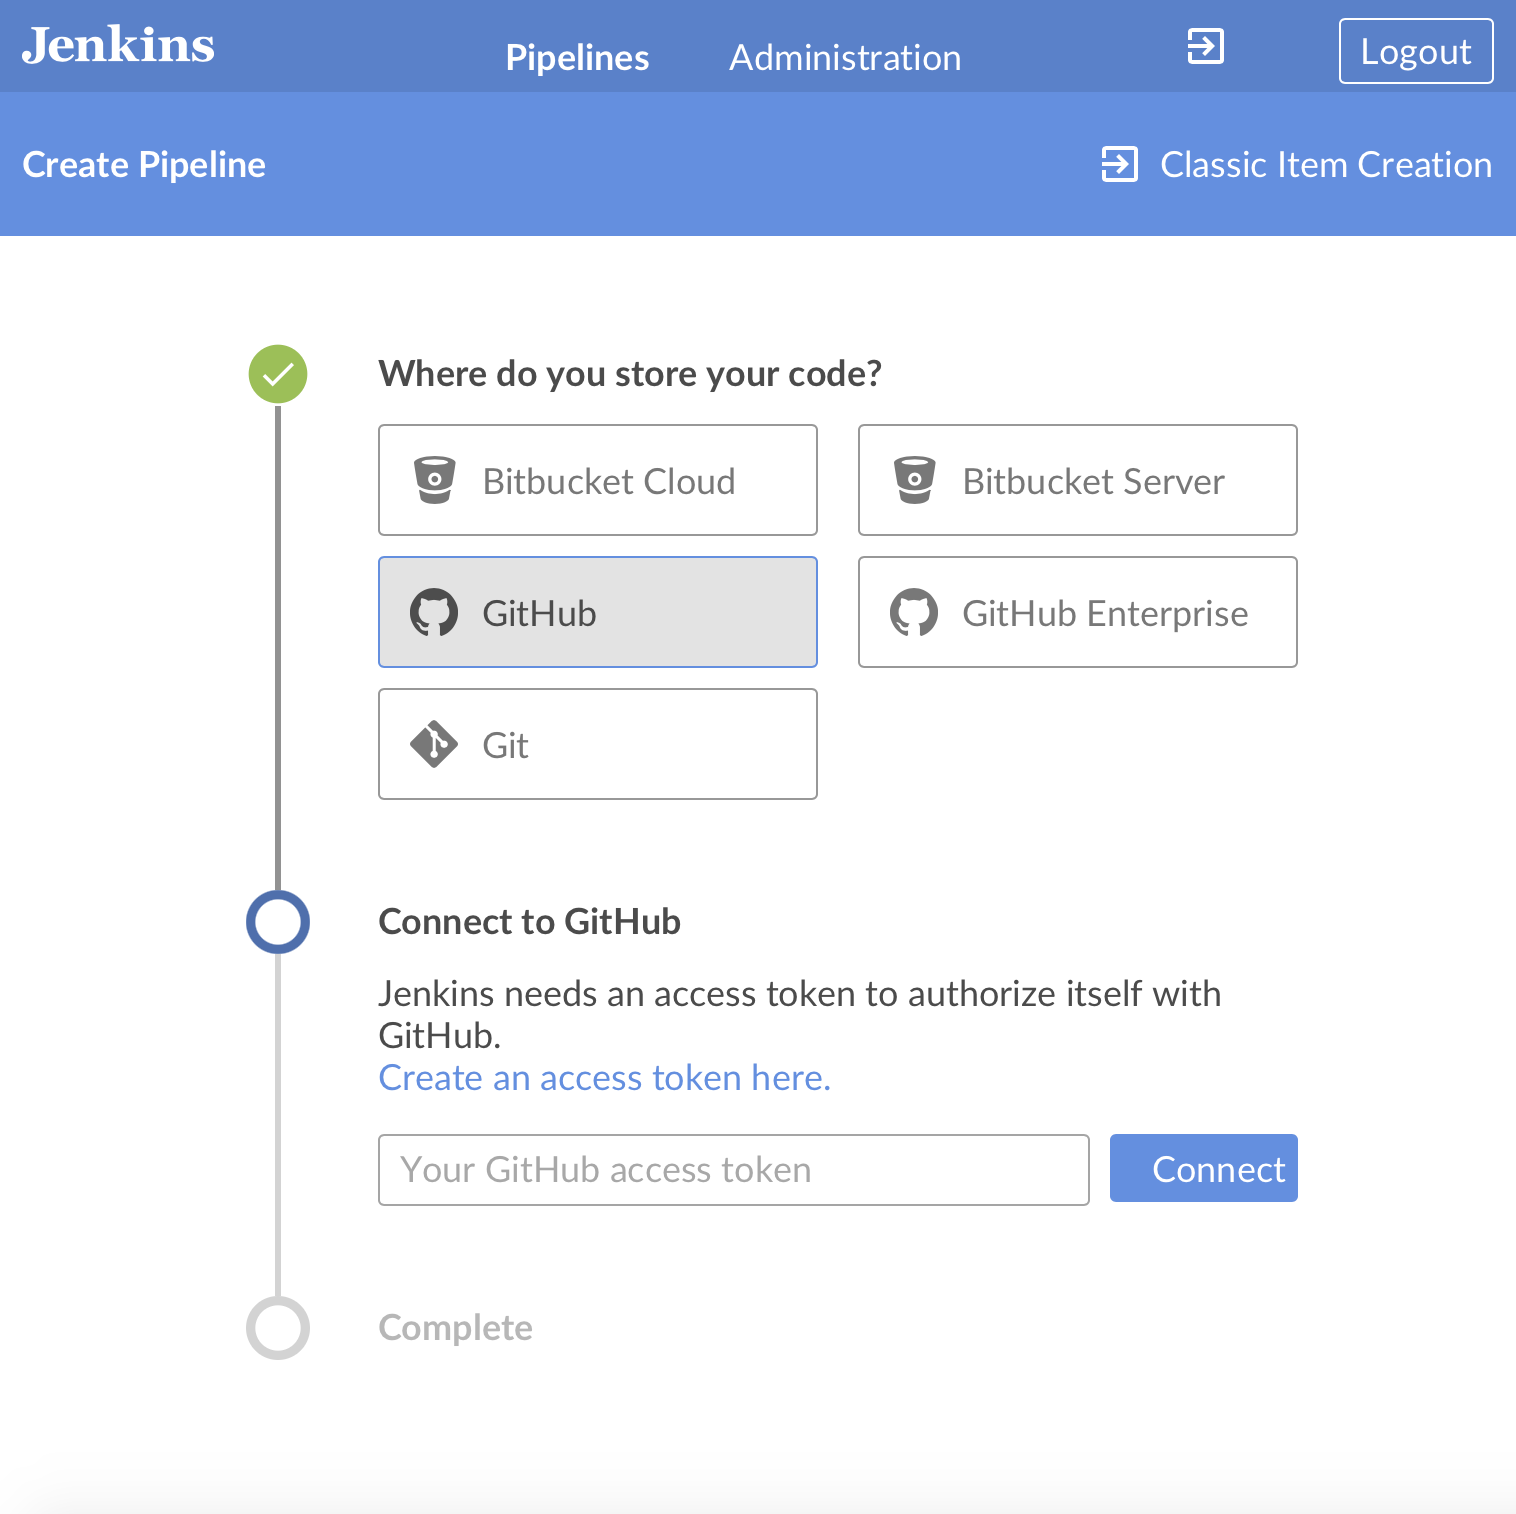 Jenkins
Pipelines
Administration
Logout
Create Pipeline
Classic Item Creation
Where do you store your code?
Bitbucket Cloud
Bitbucket Server
GitHub
GitHub Enterprise
Git
Connect to GitHub
Jenkins needs an access token to authorize itself with
GitHub.
Create an access token here.
Your GitHub access token
Connect
Complete